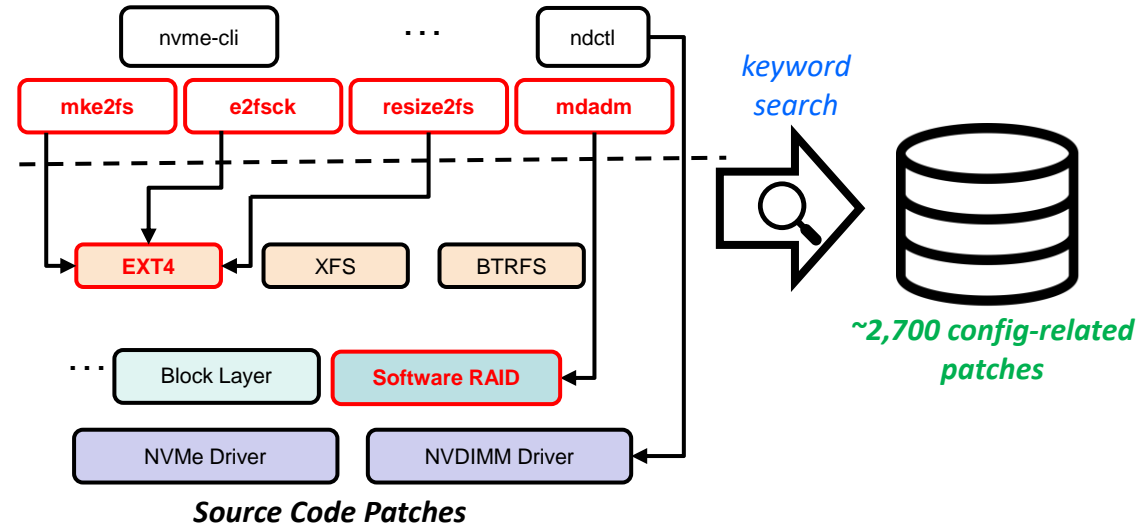 nvme-cli
...
ndctl
keyword
search
mke2fs
e2fsck
resize2fs
mdadm
EXT4
XFS
BTRFS
~2,700 config-related
patches
...
Block Layer
Software RAID
NVMe Driver
NVDIMM Driver
Source Code Patches